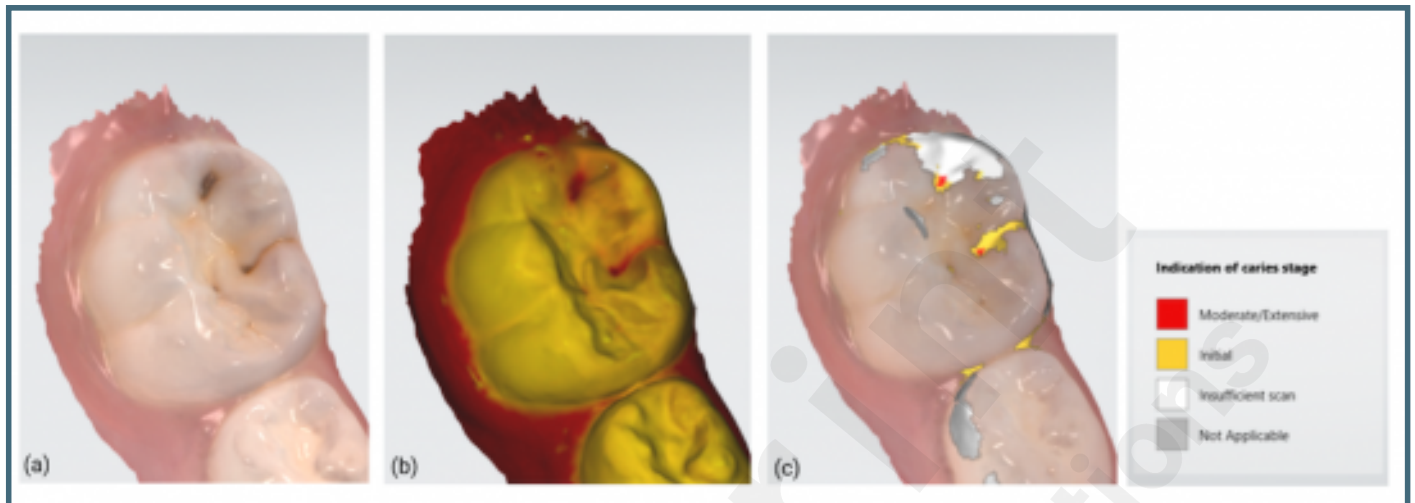 Indication of caries stage
Moderate/Extensive
Initial
Insufficient scan
Not Applicable
(a)
(b)
(c)